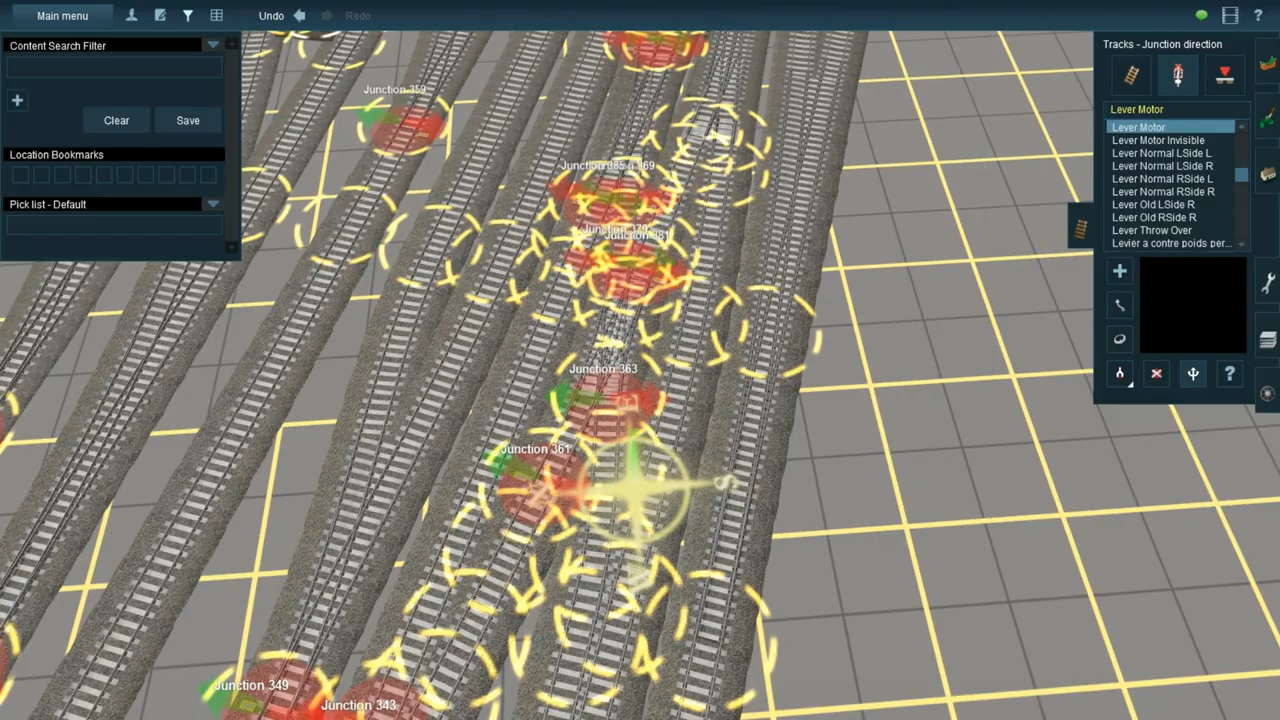 Main menu
Undo
Redo
?
Content Search Filter
Clear
Save
Location Bookmarks
Pick list - Default
Tracks - Junction direction
Lever Motor
Lever Motor
Lever Motor Invisible
Lever Normal LSide L
Lever Normal LSide R
Lever Normal RSide L
Lever Normal RSide R
Lever Old LSide R
Lever Old RSide R
Lever Throw Over
Levier a contre poids per...
?
Junction 359
Junction 363
Junction 361
S
E
Junction 349
Junction 343